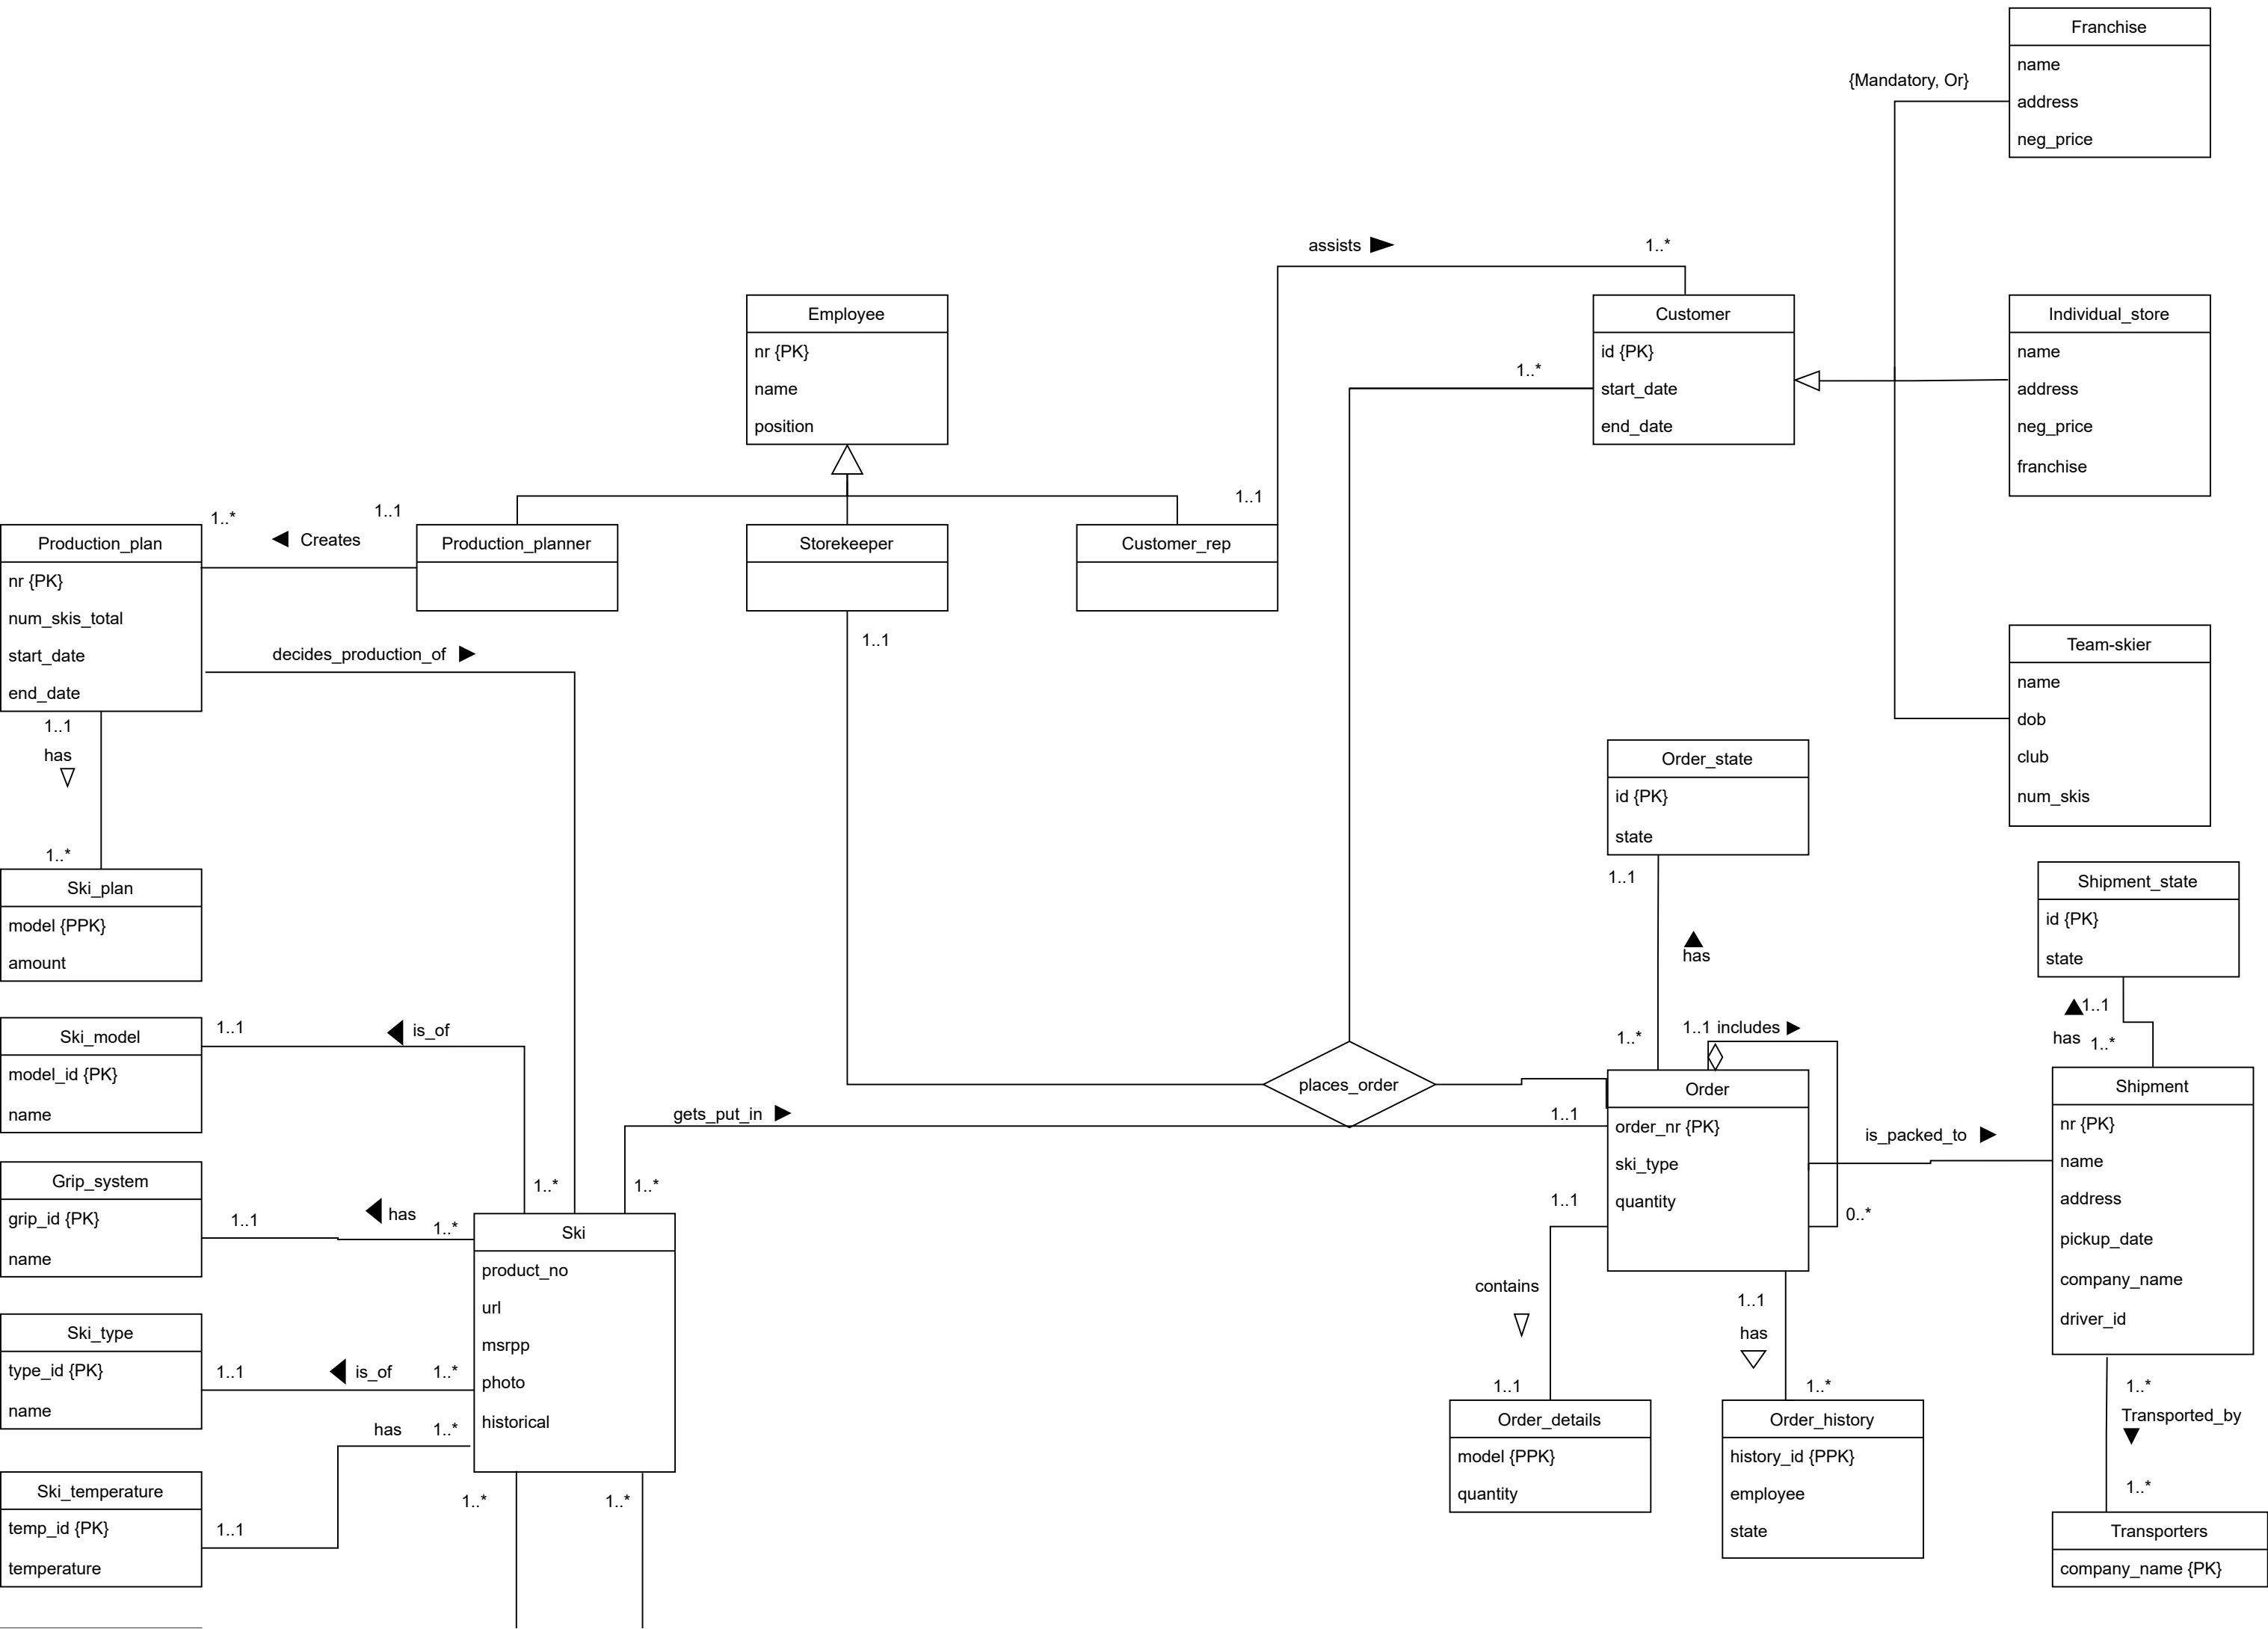 Franchise
name
address
neg_price
{Mandatory, Or}
assists
1..*
Employee
nr {PK}
name
position
Customer
id {PK}
start_date
end_date
1..*
Individual_store
name
address
neg_price
franchise
1..*
1..1
Creates
1..1
Production_plan
nr {PK}
num_skis_total
start_date
end_date
Production_planner
Storekeeper
Customer_rep
1..1
decides_production_of
Team-skier
name
dob
club
num_skis
1..1
has
1..*
Ski_plan
model {PPK}
amount
Order_state
id {PK}
state
1..1
has
1..*
Shipment_state
id {PK}
state
1..1
has
1..*
Ski_model
model_id {PK}
name
1..1
is_of
1..*
places_order
gets_put_in
1..*
1..1
1..1 includes
0..*
Order
order_nr {PK}
ski_type
quantity
is_packed_to
Shipment
nr {PK}
name
address
pickup_date
company_name
driver_id
Grip_system
grip_id {PK}
name
1..1
has
1..*
Ski
product_no
url
msrpp
photo
historical
Ski_type
type_id {PK}
name
1..1
is_of
1..*
has
1..*
Ski_temperature
temp_id {PK}
temperature
1..1
1..*
1..*
1..1
contains
1..1
Order_details
model {PPK}
quantity
1..1
has
1..*
Order_history
history_id {PPK}
employee
state
1..*
Transported_by
1..*
Transporters
company_name {PK}